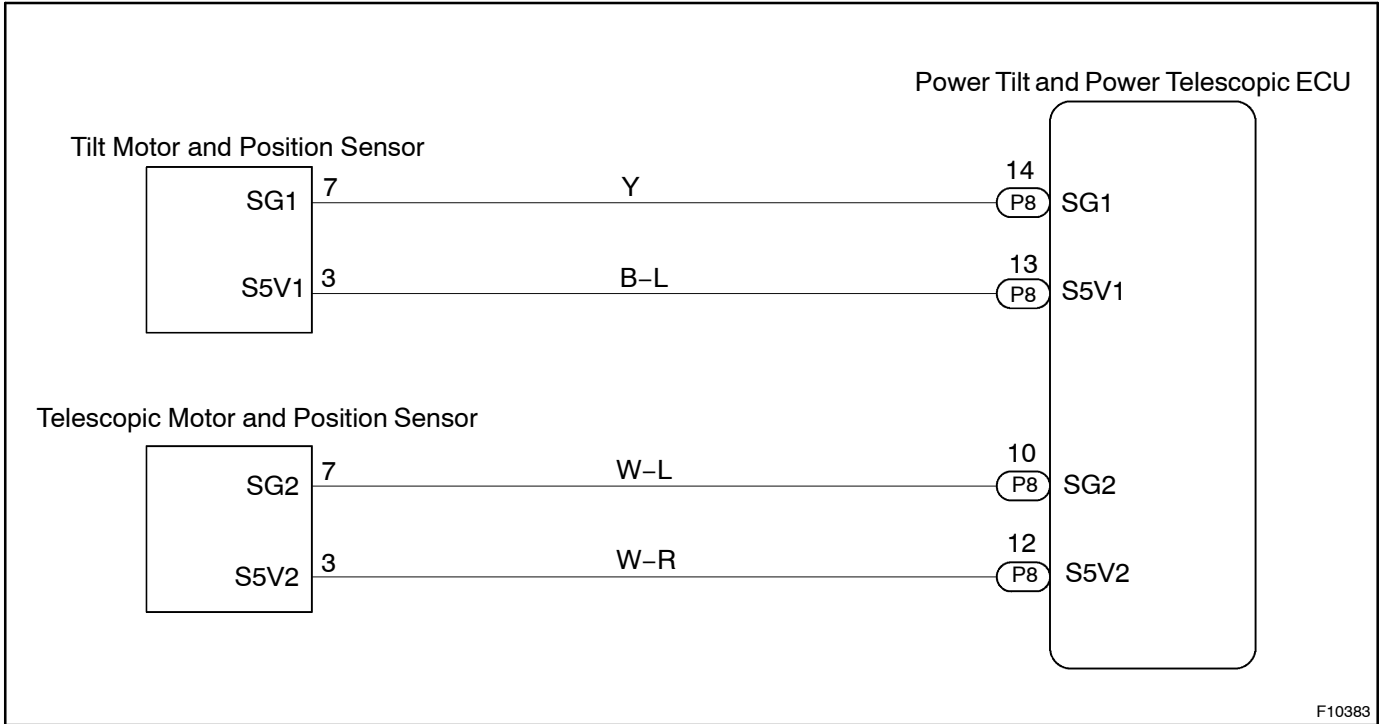 Power Tilt and Power Telescopic ECU
Tilt Motor and Position Sensor
SG1 7 Y 14 P8 SG1
S5V1 3 B−L 13 P8 S5V1
Telescopic Motor and Position Sensor
SG2 7 W−L 10 P8 SG2
S5V2 3 W−R 12 P8 S5V2
F10383